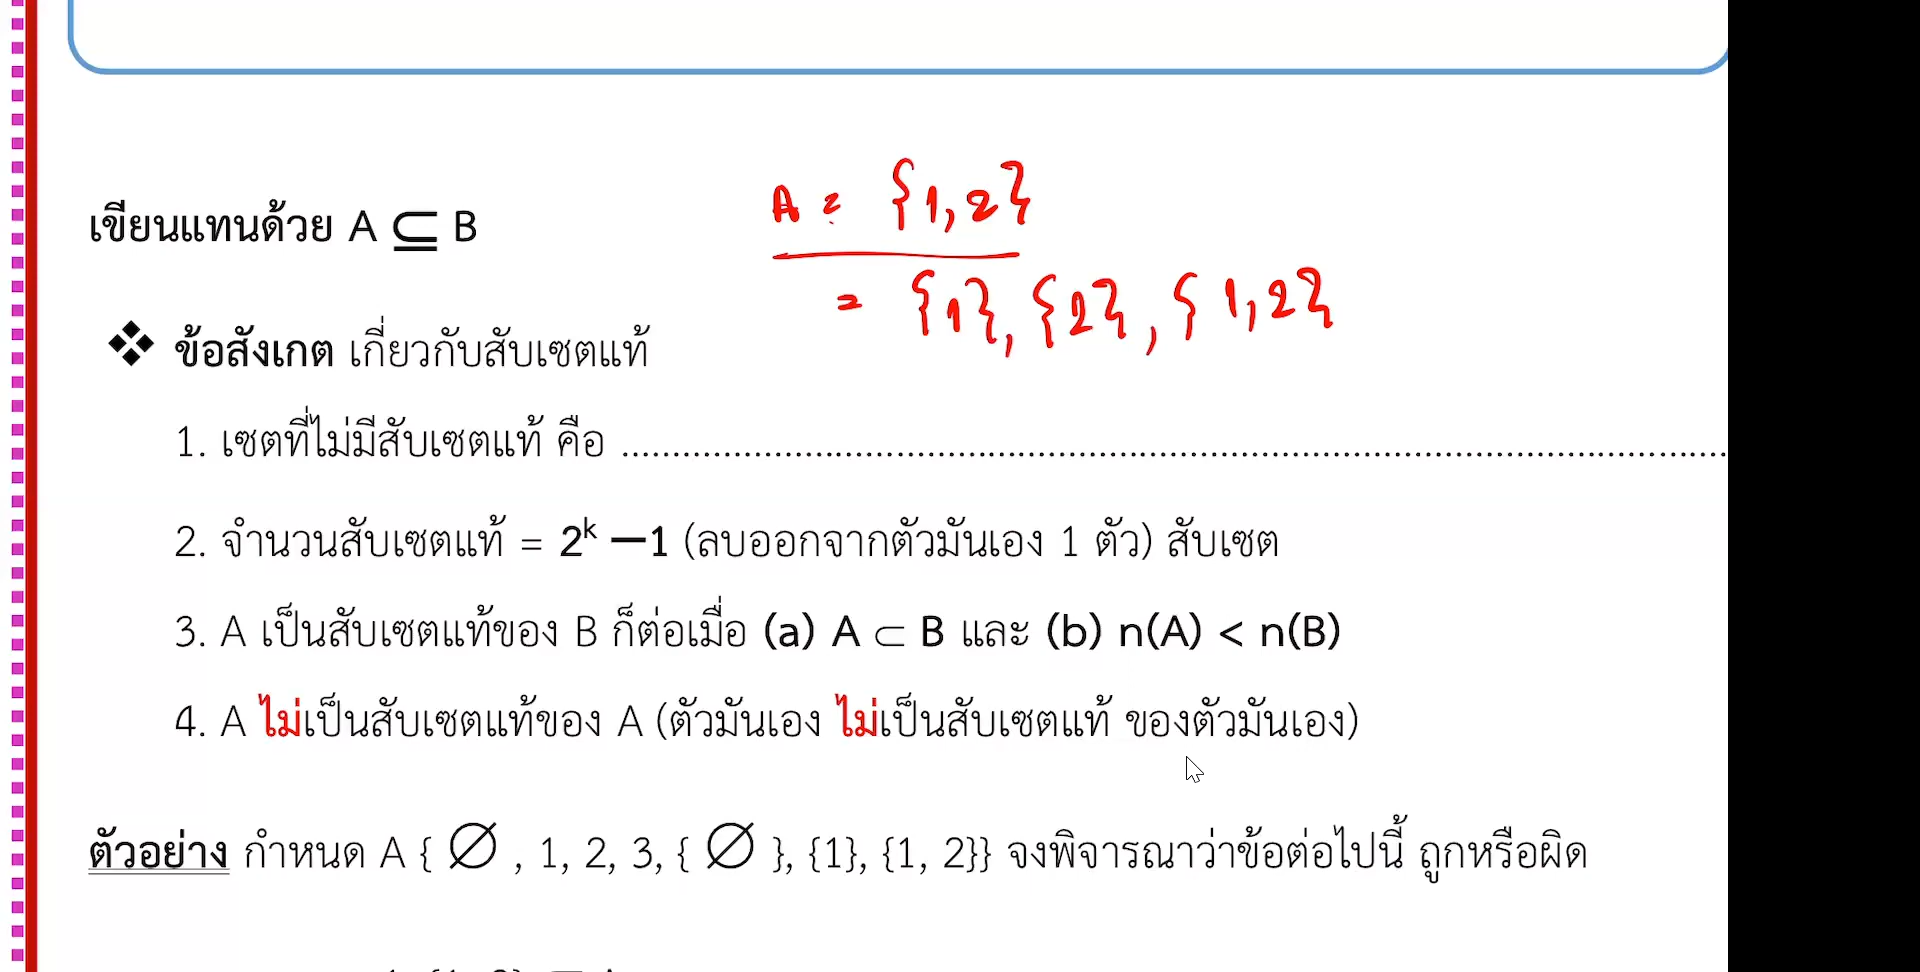 A = {1, 2}
เขียนแทนด้วย A ⊆ B
= {1}, {2}, {1, 2}
❖ ข้อสังเกต เกี่ยวกับสับเซตแท้
1. เซตที่ไม่มีสับเซตแท้ คือ ................................................................................
2. จำนวนสับเซตแท้ = 2ᵏ −1 (ลบออกจากตัวมันเอง 1 ตัว) สับเซต
3. A เป็นสับเซตแท้ของ B ก็ต่อเมื่อ (a) A ⊂ B และ (b) n(A) < n(B)
4. A ไม่เป็นสับเซตแท้ของ A (ตัวมันเอง ไม่เป็นสับเซตแท้ ของตัวมันเอง)
ตัวอย่าง กำหนด A { ∅ , 1, 2, 3, { ∅ }, {1}, {1, 2}} จงพิจารณาว่าข้อต่อไปนี้ ถูกหรือผิด